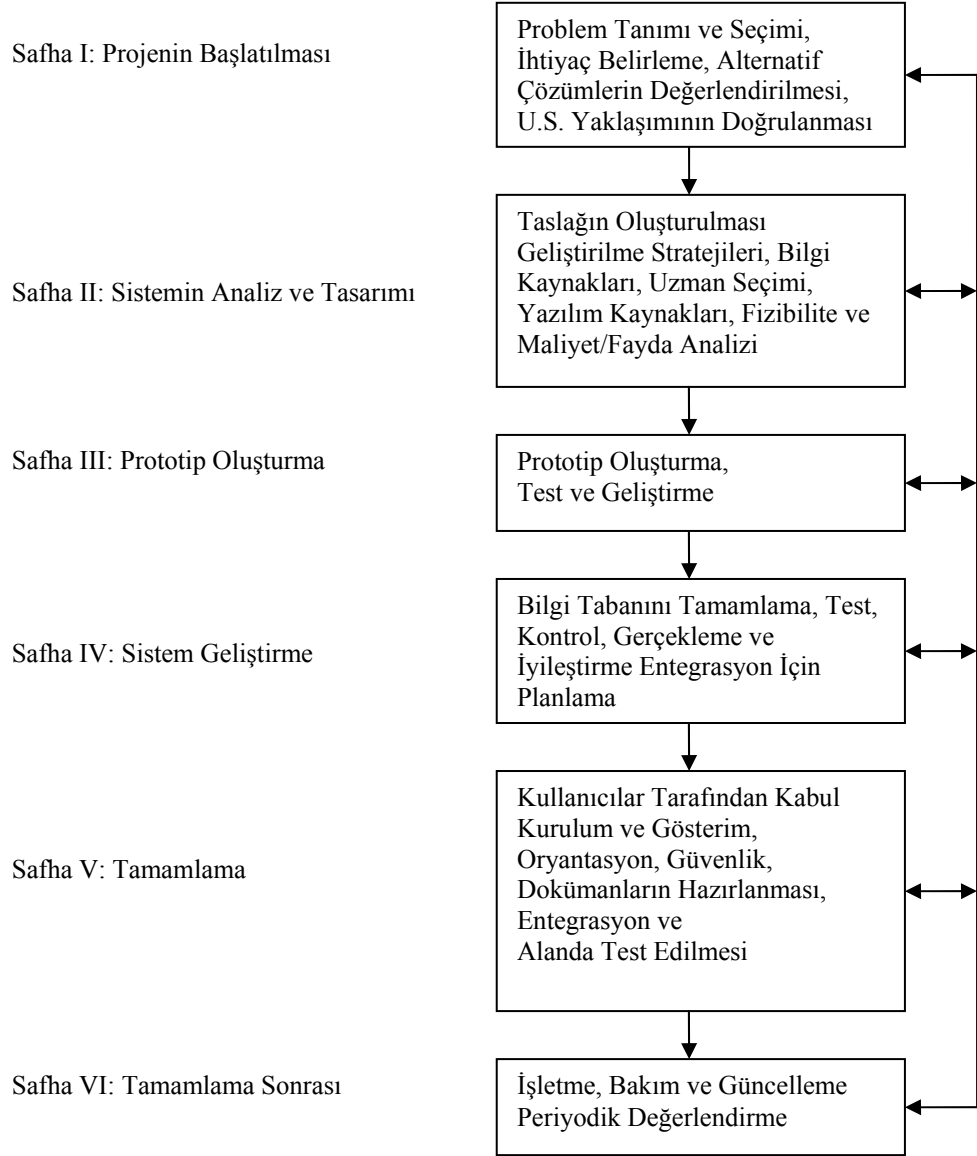 Safha I: Projenin Başlatılması
Problem Tanımı ve Seçimi,
İhtiyaç Belirleme, Alternatif
Çözümlerin Değerlendirilmesi,
U.S. Yaklaşımının Doğrulanması
Safha II: Sistemin Analiz ve Tasarımı
Taslağın Oluşturulması
Geliştirilme Stratejileri, Bilgi
Kaynakları, Uzman Seçimi,
Yazılım Kaynakları, Fizibilite ve
Maliyet/Fayda Analizi
Safha III: Prototip Oluşturma
Prototip Oluşturma,
Test ve Geliştirme
Safha IV: Sistem Geliştirme
Bilgi Tabanını Tamamlama, Test,
Kontrol, Gerçekleme ve
İyileştirme Entegrasyon İçin
Planlama
Safha V: Tamamlama
Kullanıcılar Tarafından Kabul
Kurulum ve Gösterim,
Oryantasyon, Güvenlik,
Dokümanların Hazırlanması,
Entegrasyon ve
Alanda Test Edilmesi
Safha VI: Tamamlama Sonrası
İşletme, Bakım ve Güncelleme
Periyodik Değerlendirme